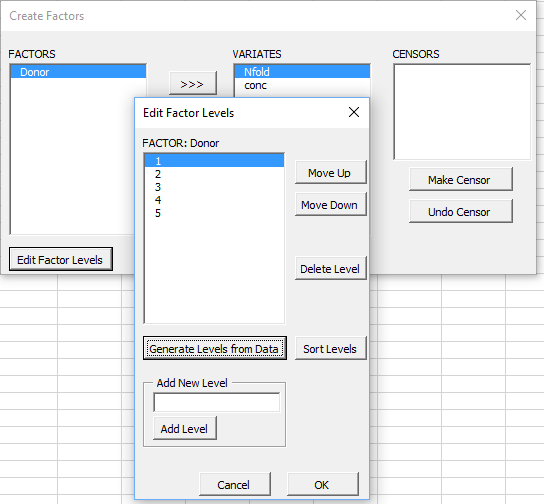 Create Factors
FACTORS
VARIATES
CENSORS
Donor
>>>
Nfold
conc
Make Censor
Undo Censor
Edit Factor Levels
Edit Factor Levels
FACTOR: Donor
1
2
3
4
5
Move Up
Move Down
Delete Level
Generate Levels from Data
Sort Levels
Add New Level
Add Level
Cancel
OK